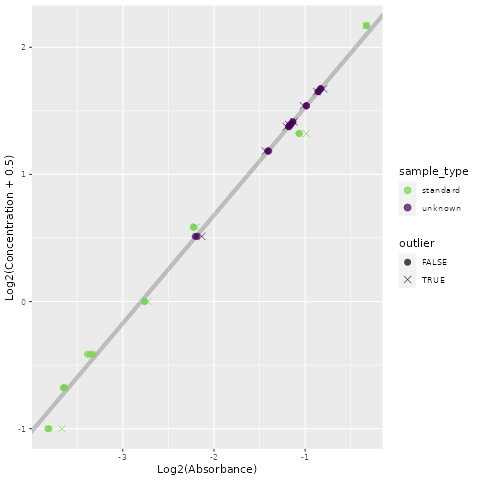 2
1
0
-1
Log2(Concentration + 0.5)
-3
-2
-1
Log2(Absorbance)
sample_type
standard
unknown
outlier
FALSE
TRUE